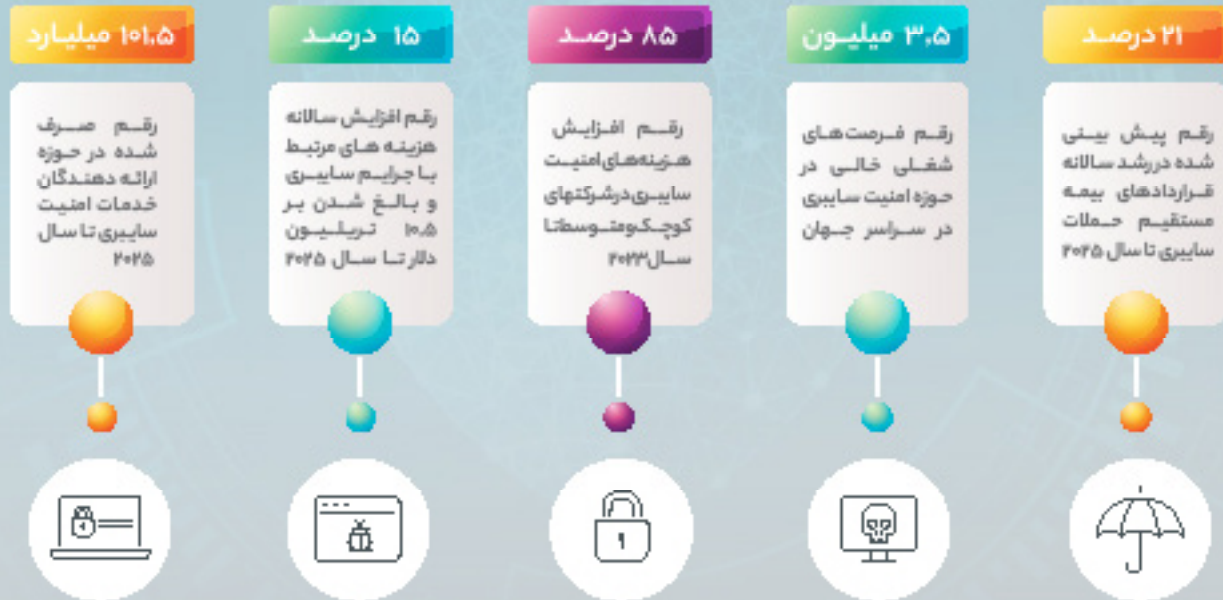 ۲۱ درصد
رقم پیش بینی
شده در رشد سالانه
قراردادهای بیمه
مستقیم حملات
سایبری تا سال ۲۰۲۵
۳,۵ میلیون
رقم فرصت های
شغلی خالی در
حوزه امنیت سایبری
در سراسر جهان
۸۵ درصد
رقم افزایش
هزینه‌های امنیت
سایبری در شرکتهای
کوچک و متوسط تا
سال ۲۰۲۳
۱۵ درصد
رقم افزایش سالانه
هزینه های مرتبط
با جرایم سایبری
و بالغ شدن بر
۱۰,۵ تریلیون
دلار تا سال ۲۰۲۵
۱۰۱,۵ میلیارد
رقم صرف
شده در حوزه
ارائه دهندگان
خدمات امنیت
سایبری تا سال
۲۰۲۵